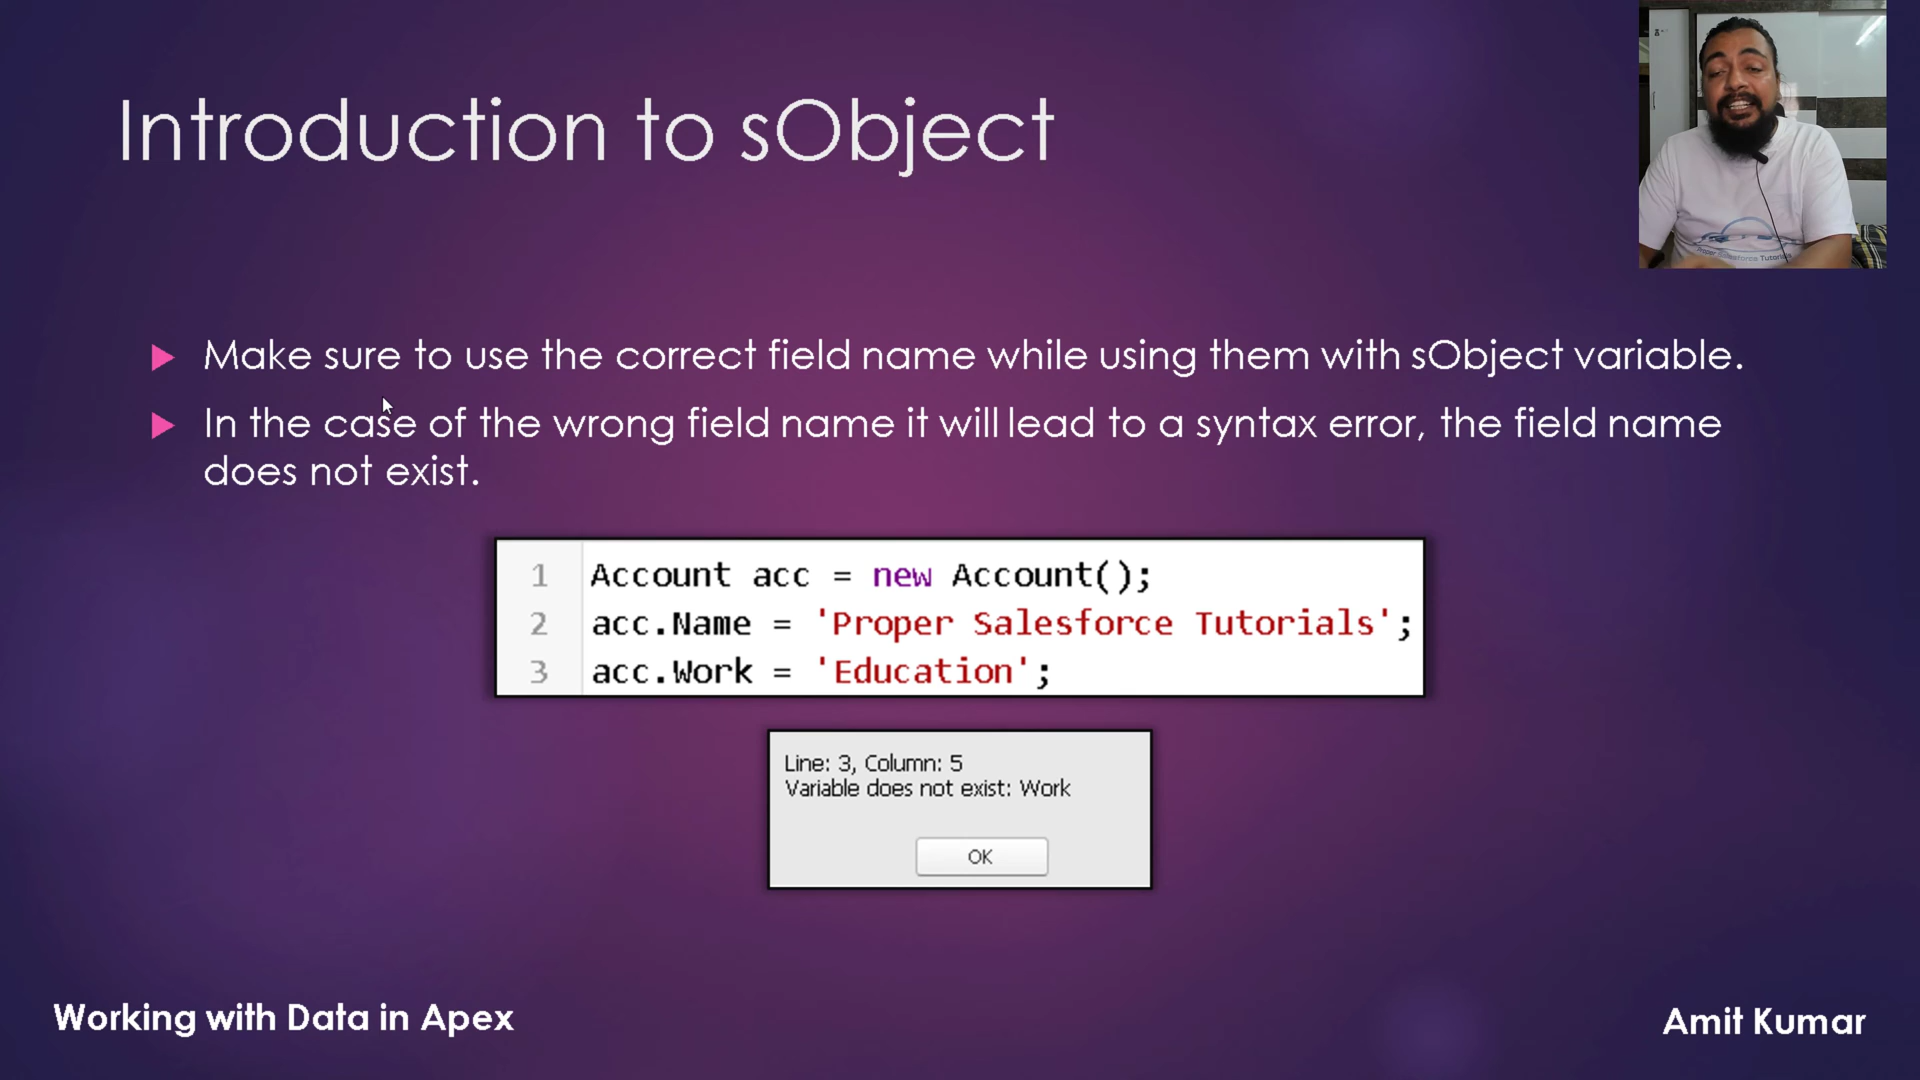 Introduction to sObject
Make sure to use the correct field name while using them with sObject variable.
In the case of the wrong field name it will lead to a syntax error, the field name
does not exist.
1 Account acc = new Account();
2 acc.Name = 'Proper Salesforce Tutorials';
3 acc.Work = 'Education';
Line: 3, Column: 5
Variable does not exist: Work
OK
Working with Data in Apex
Amit Kumar